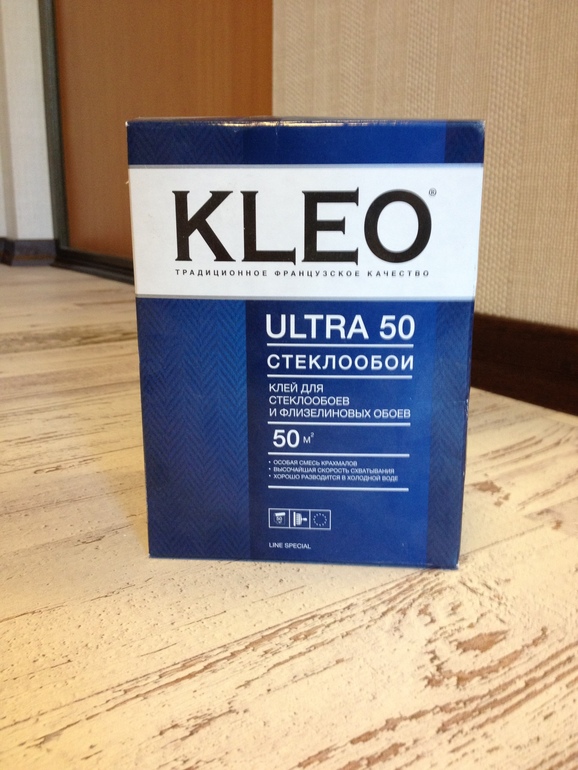 KLEO®
ТРАДИЦИОННОЕ ФРАНЦУЗСКОЕ КАЧЕСТВО
ULTRA 50
СТЕКЛООБОИ
КЛЕЙ ДЛЯ
СТЕКЛООБОЕВ
И ФЛИЗЕЛИНОВЫХ ОБОЕВ
50 м²
• ОСОБАЯ СМЕСЬ КРАХМАЛОВ
• ВЫСОЧАЙШАЯ СКОРОСТЬ СХВАТЫВАНИЯ
• ХОРОШО РАЗВОДИТСЯ В ХОЛОДНОЙ ВОДЕ
LINE SPECIAL